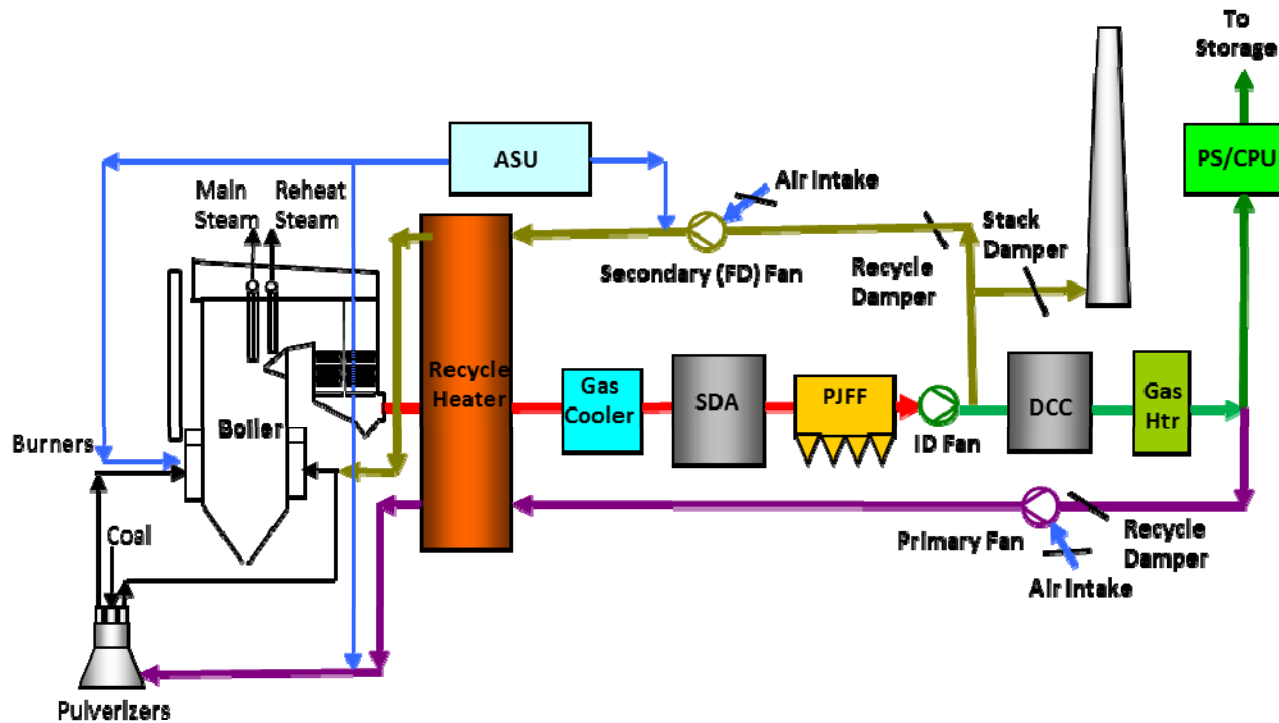 To
Storage
ASU
PS/CPU
Air Intake
Main
Steam
Reheat
Steam
Stack
Damper
Secondary (FD) Fan
Recycle
Damper
Recycle
Heater
Gas
Cooler
SDA
PJFF
DCC
Gas
Htr
Boiler
Burners
ID Fan
Coal
Primary Fan
Recycle
Damper
Air Intake
Pulverizers